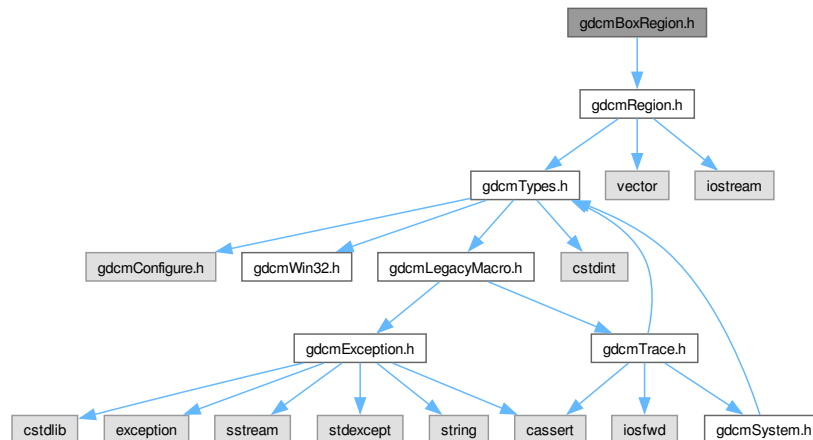 gdcmBoxRegion.h
gdcmRegion.h
gdcmTypes.h
vector
iostream
gdcmConfigure.h
gdcmWin32.h
gdcmLegacyMacro.h
cstdint
gdcmException.h
gdcmTrace.h
cstdlib
exception
sstream
stdexcept
string
cassert
iosfwd
gdcmSystem.h